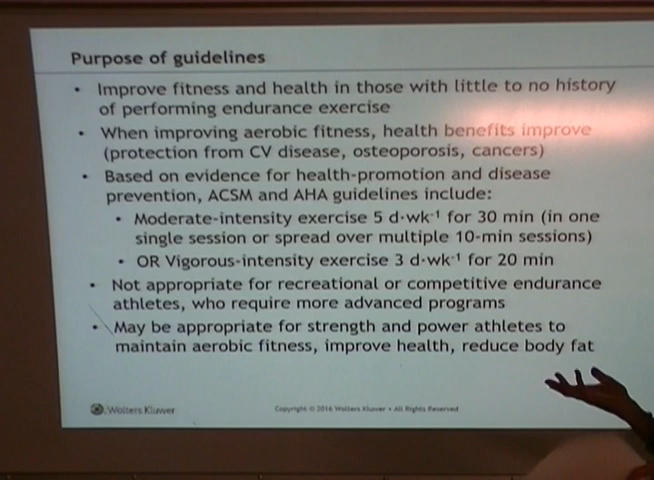 Purpose of guidelines
• Improve fitness and health in those with little to no history
of performing endurance exercise
• When improving aerobic fitness, health benefits improve
(protection from CV disease, osteoporosis, cancers)
• Based on evidence for health-promotion and disease
prevention, ACSM and AHA guidelines include:
• Moderate-intensity exercise 5 d·wk⁻¹ for 30 min (in one
single session or spread over multiple 10-min sessions)
• OR Vigorous-intensity exercise 3 d·wk⁻¹ for 20 min
• Not appropriate for recreational or competitive endurance
athletes, who require more advanced programs
• May be appropriate for strength and power athletes to
maintain aerobic fitness, improve health, reduce body fat
Wolters Kluwer
Copyright © 2016 Wolters Kluwer • All Rights Reserved